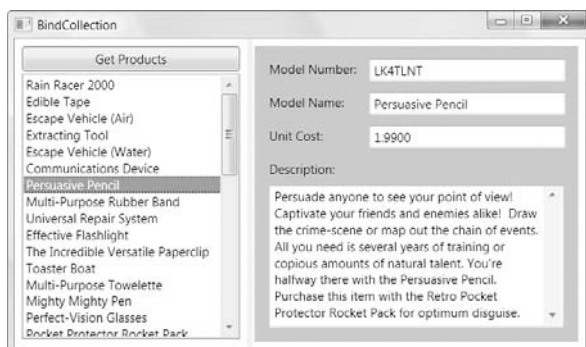 BindCollection
Get Products
Rain Racer 2000
Edible Tape
Escape Vehicle (Air)
Extracting Tool
Escape Vehicle (Water)
Communications Device
Persuasive Pencil
Multi-Purpose Rubber Band
Universal Repair System
Effective Flashlight
The Incredible Versatile Paperclip
Toaster Boat
Multi-Purpose Towelette
Mighty Mighty Pen
Perfect-Vision Glasses
Pocket Protector Rocket Pack
Model Number: LK4TLNT
Model Name: Persuasive Pencil
Unit Cost: 1.9900
Description:
Persuade anyone to see your point of view!
Captivate your friends and enemies alike! Draw
the crime-scene or map out the chain of events.
All you need is several years of training or
copious amounts of natural talent. You're
halfway there with the Persuasive Pencil.
Purchase this item with the Retro Pocket
Protector Rocket Pack for optimum disguise.